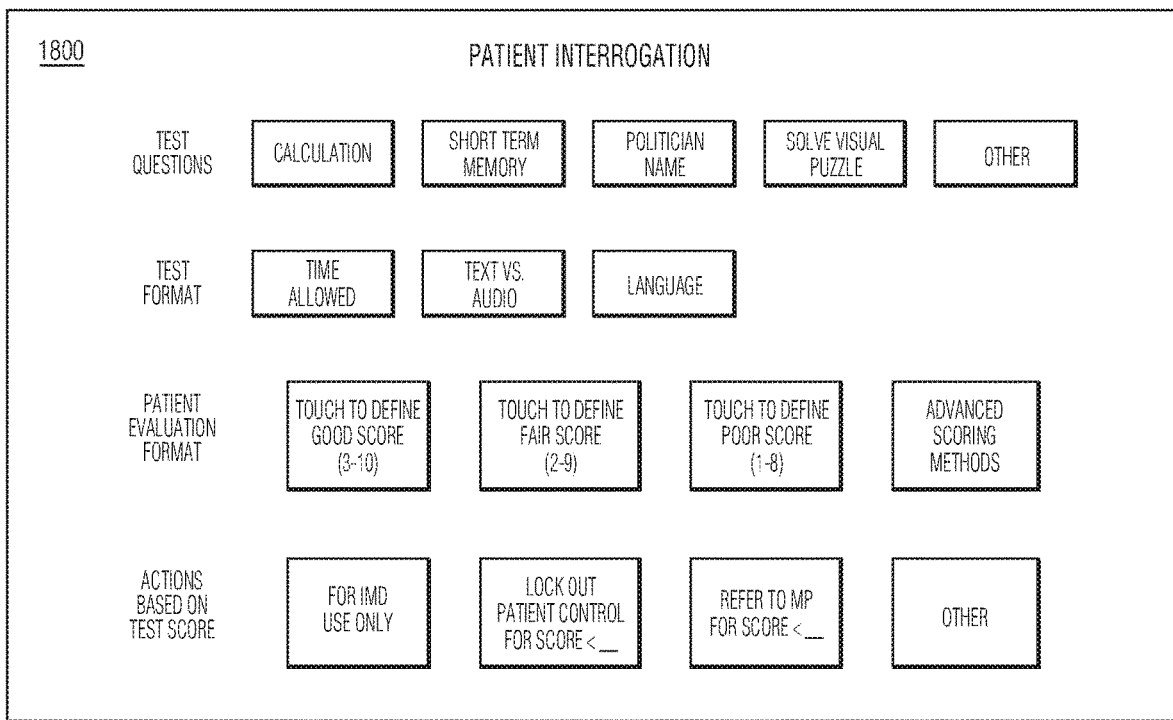 1800
PATIENT INTERROGATION
TEST
QUESTIONS
CALCULATION
SHORT TERM
MEMORY
POLITICIAN
NAME
SOLVE VISUAL
PUZZLE
OTHER
TEST
FORMAT
TIME
ALLOWED
TEXT VS.
AUDIO
LANGUAGE
PATIENT
EVALUATION
FORMAT
TOUCH TO DEFINE
GOOD SCORE
(3-10)
TOUCH TO DEFINE
FAIR SCORE
(2-9)
TOUCH TO DEFINE
POOR SCORE
(1-8)
ADVANCED
SCORING
METHODS
ACTIONS
BASED ON
TEST SCORE
FOR IMD
USE ONLY
LOCK OUT
PATIENT CONTROL
FOR SCORE < __
REFER TO MP
FOR SCORE < __
OTHER